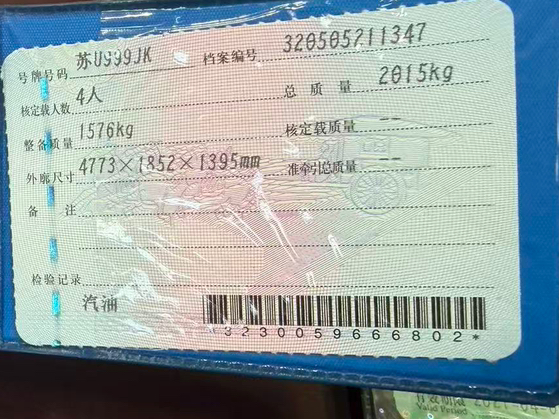 号牌号码 苏U999JK 档案编号 320505211347
核定载人数 4人 总 质 量 2015kg
整备质量 1576kg 核定载质量 --
外廓尺寸 4773×1852×1395mm 准牵引总质量 --
备 注
检验记录
汽油
*3230059666802*
Valid Period